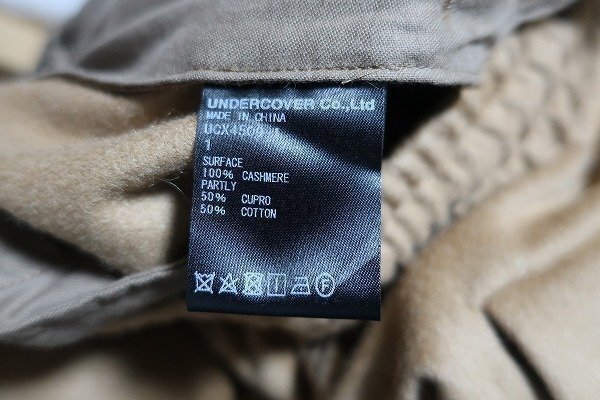 UNDERCOVER Co.,Ltd
MADE IN CHINA
1
SURFACE
100% CASHMERE
PARTLY
50% CUPRO
50% COTTON
F